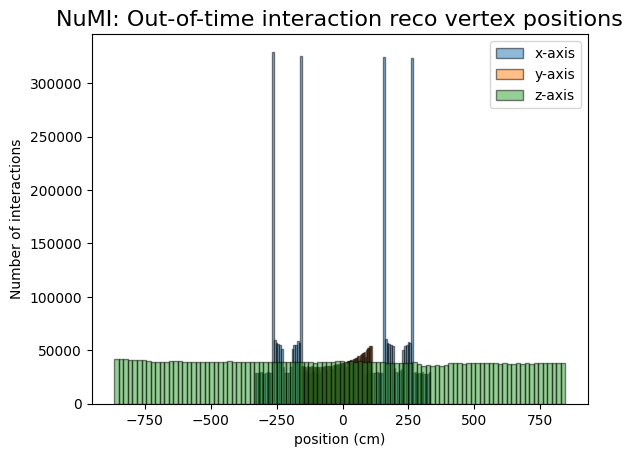 NuMI: Out-of-time interaction reco vertex positions
x-axis
y-axis
z-axis
Number of interactions
300000
250000
200000
150000
100000
50000
0
−750
−500
−250
0
250
500
750
position (cm)